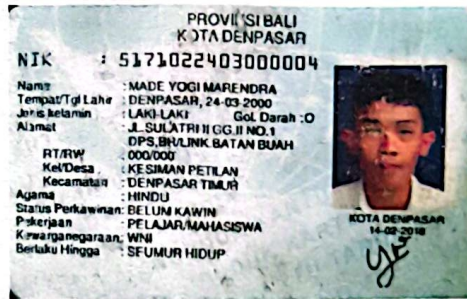 PROVINSI BALI
KOTA DENPASAR
NIK : 5171022403000004
Nama : MADE YOGI MARENDRA
Tempat/Tgl Lahir : DENPASAR, 24-03-2000
Jenis kelamin : LAKI-LAKI Gol. Darah : O
Alamat : JL.SULATRI II GG.II NO.1
DPS,BR/LINK BATAN BUAH
RT/RW : 000/000
Kel/Desa : KESIMAN PETILAN
Kecamatan : DENPASAR TIMUR
Agama : HINDU
Status Perkawinan: BELUM KAWIN
Pekerjaan : PELAJAR/MAHASISWA
Kewarganegaraan: WNI
Berlaku Hingga : SEUMUR HIDUP
KOTA DENPASAR
14-02-2018